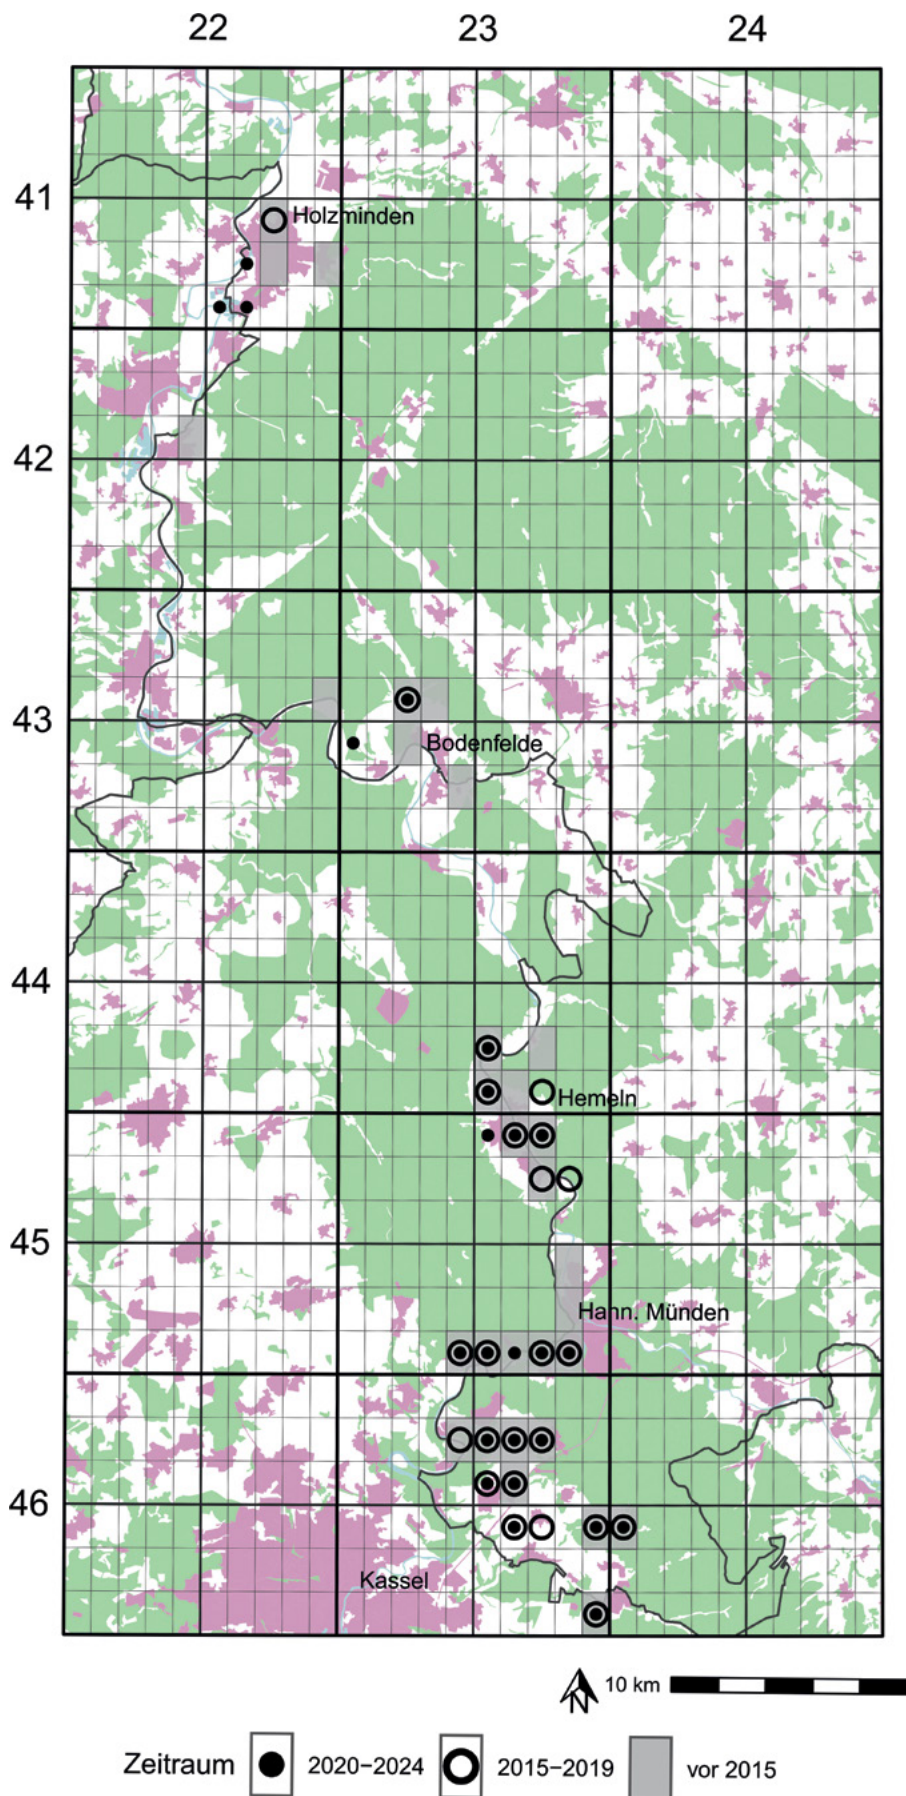 22 23 24
41
Holzminden
42
43
Bodenfelde
44
Hemeln
45
Hann. Münden
46
Kassel
N 10 km
Zeitraum 2020–2024 2015–2019 vor 2015